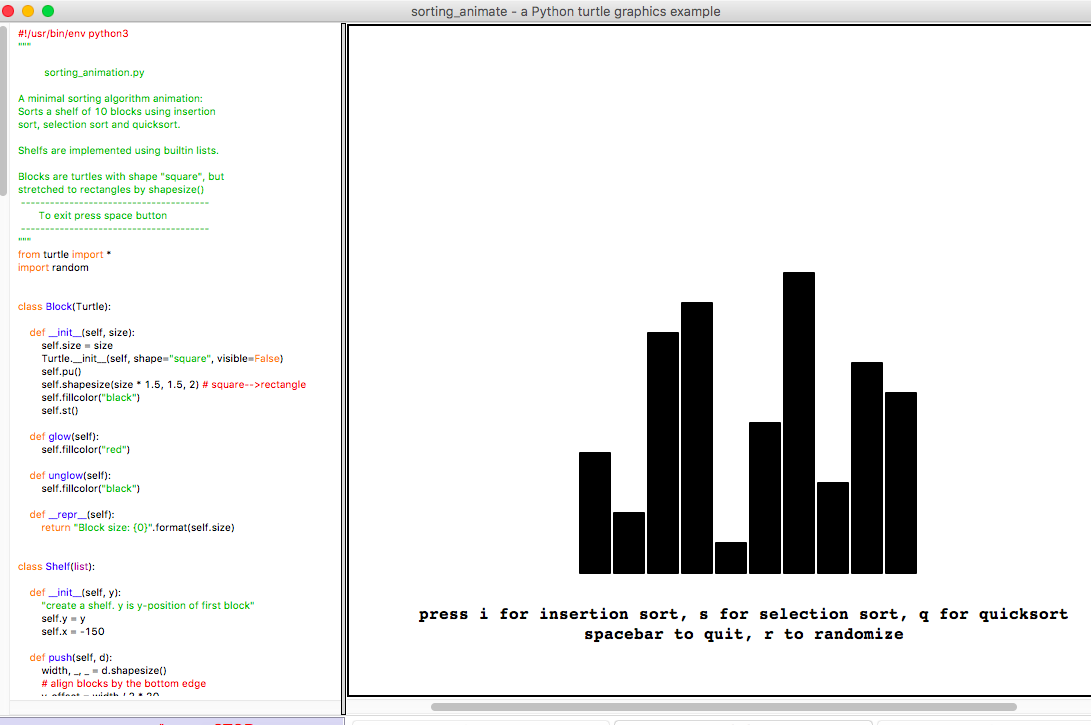 sorting_animate - a Python turtle graphics example
#!/usr/bin/env python3
"""
sorting_animation.py
A minimal sorting algorithm animation:
Sorts a shelf of 10 blocks using insertion
sort, selection sort and quicksort.
Shelfs are implemented using builtin lists.
Blocks are turtles with shape "square", but
stretched to rectangles by shapesize()
---------------------------------------
To exit press space button
---------------------------------------
"""
from turtle import *
import random
class Block(Turtle):
def __init__(self, size):
self.size = size
Turtle.__init__(self, shape="square", visible=False)
self.pu()
self.shapesize(size * 1.5, 1.5, 2) # square-->rectangle
self.fillcolor("black")
self.st()
def glow(self):
self.fillcolor("red")
def unglow(self):
self.fillcolor("black")
def __repr__(self):
return "Block size: {0}".format(self.size)
class Shelf(list):
def __init__(self, y):
"create a shelf. y is y-position of first block"
self.y = y
self.x = -150
def push(self, d):
width, _, _ = d.shapesize()
# align blocks by the bottom edge
press i for insertion sort, s for selection sort, q for quicksort
spacebar to quit, r to randomize